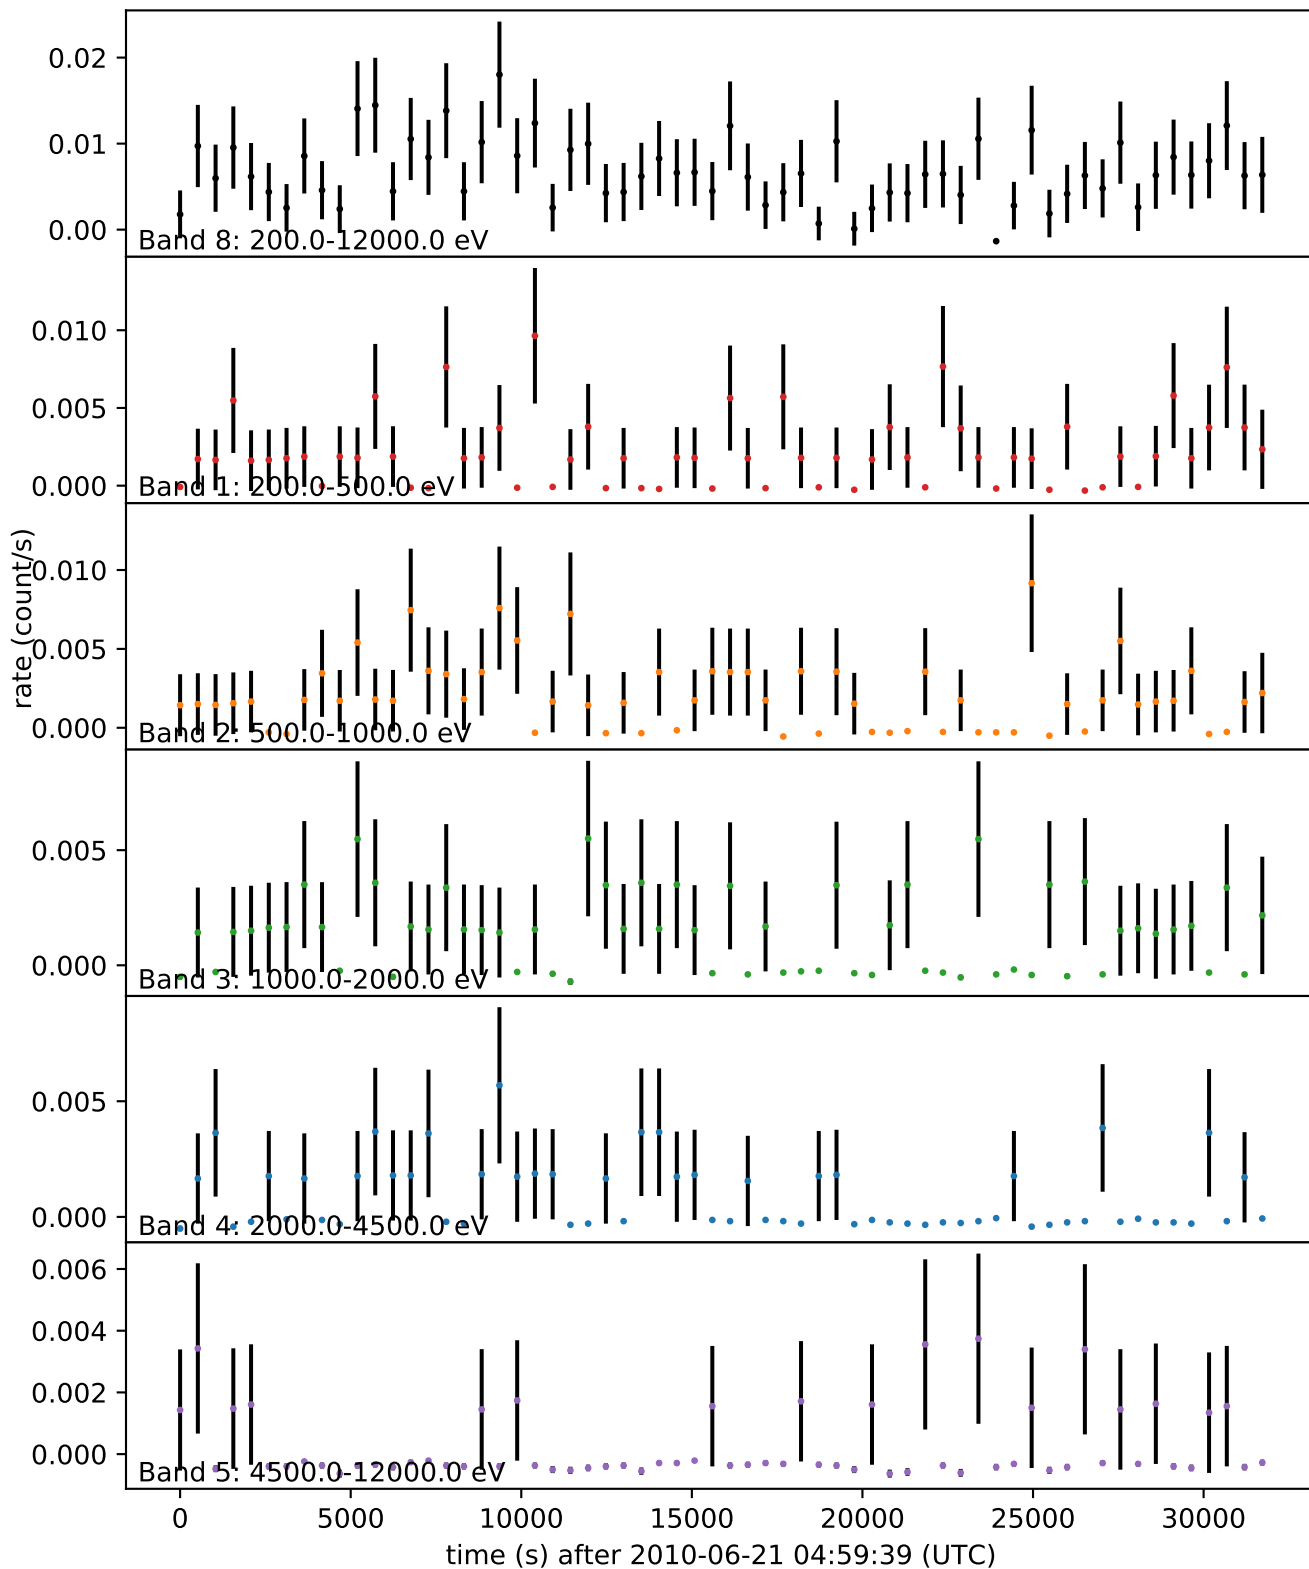 0.02
0.01
0.00
Band 8: 200.0-12000.0 eV
0.010
0.005
0.000
Band 1: 200.0-500.0 eV
rate (count/s)
0.010
0.005
0.000
Band 2: 500.0-1000.0 eV
0.005
0.000
Band 3: 1000.0-2000.0 eV
0.005
0.000
Band 4: 2000.0-4500.0 eV
0.006
0.004
0.002
0.000
Band 5: 4500.0-12000.0 eV
0 5000 10000 15000 20000 25000 30000
time (s) after 2010-06-21 04:59:39 (UTC)